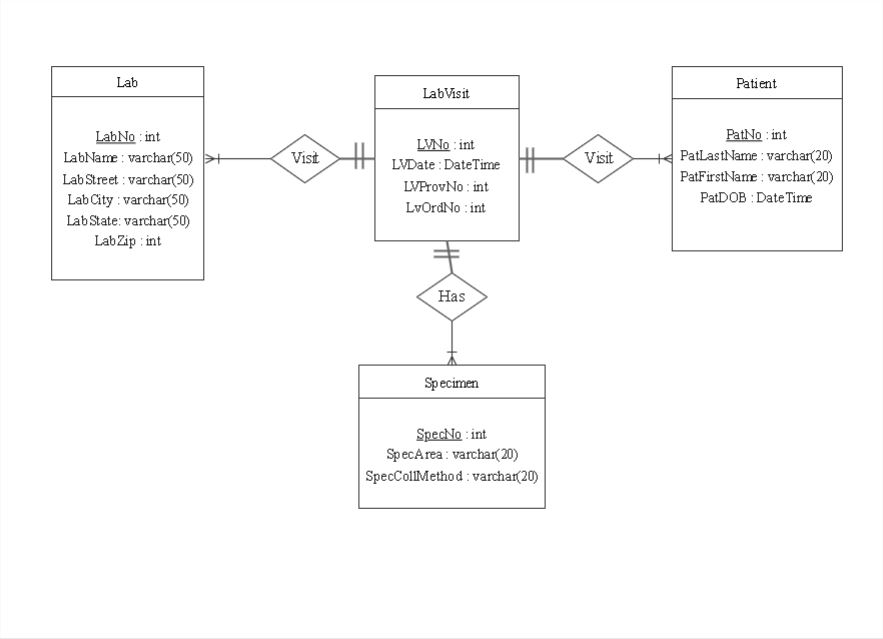 Lab
LabNo : int
LabName : varchar(50)
LabStreet : varchar(50)
LabCity : varchar(50)
LabState: varchar(50)
LabZip : int
Visit
LabVisit
LVNo : int
LVDate : DateTime
LVProvNo : int
LvOrdNo : int
Visit
Patient
PatNo : int
PatLastName : varchar(20)
PatFirstName : varchar(20)
PatDOB : DateTime
Has
Specimen
SpecNo : int
SpecArea : varchar(20)
SpecCollMethod : varchar(20)